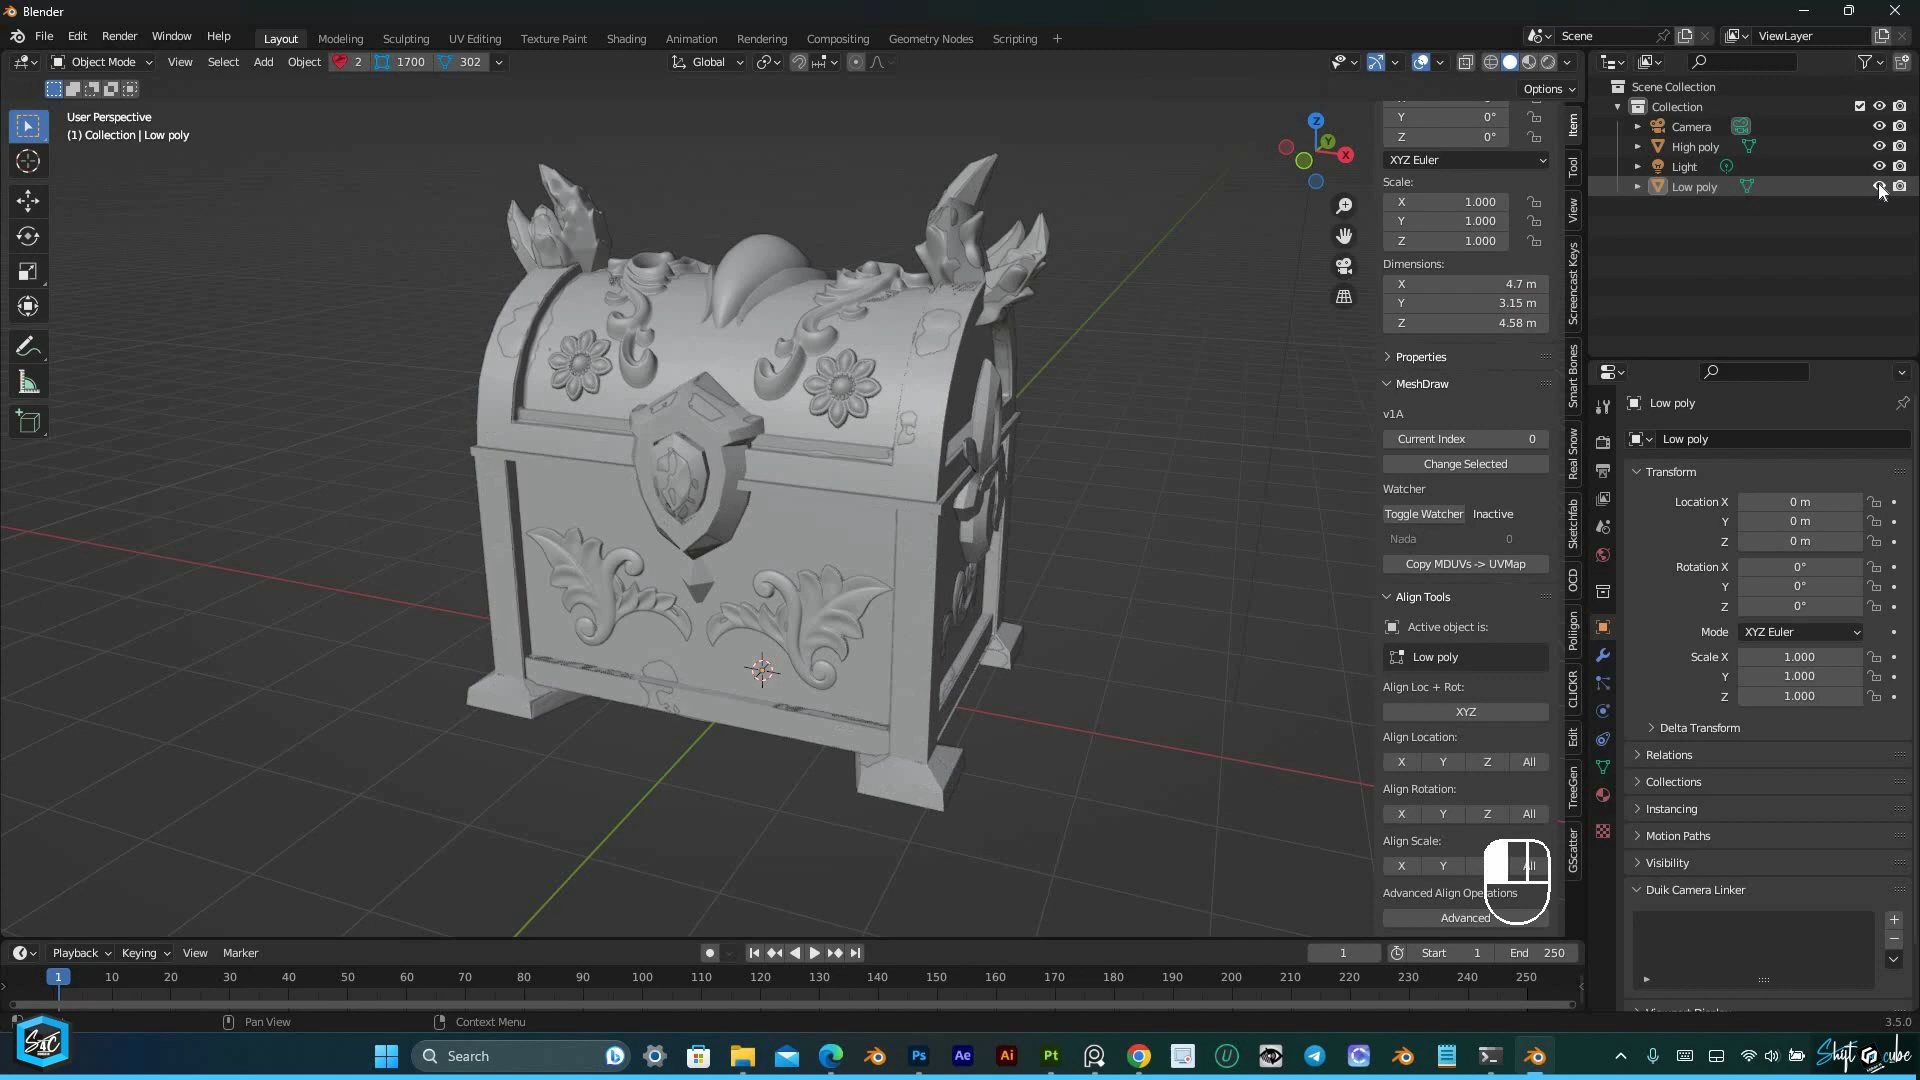 Blender
File Edit Render Window Help
Layout Modeling Sculpting UV Editing Texture Paint Shading Animation Rendering Compositing Geometry Nodes Scripting +
Scene
ViewLayer
Object Mode View Select Add Object 2 1700 302
Global
Options
User Perspective
(1) Collection | Low poly
Z
Y
X
Y 0°
Z 0°
XYZ Euler
Scale:
X 1.000
Y 1.000
Z 1.000
Dimensions:
X 4.7 m
Y 3.15 m
Z 4.58 m
Properties
MeshDraw
v1A
Current Index 0
Change Selected
Watcher
Toggle Watcher Inactive
Nada 0
Copy MDUVs -> UVMap
Align Tools
Active object is:
Low poly
Align Loc + Rot:
XYZ
Align Location:
X Y Z All
Align Rotation:
X Y Z All
Align Scale:
X Y All
Advanced Align Operations
Advanced
Item
Tool
View
Screencast Keys
Smart Bones
Real Snow
Sketchfab
OCD
Poliigon
CLICKR
Edit
TreeGen
GScatter
Scene Collection
Collection
Camera
High poly
Light
Low poly
Low poly
Low poly
Transform
Location X 0 m
Y 0 m
Z 0 m
Rotation X 0°
Y 0°
Z 0°
Mode XYZ Euler
Scale X 1.000
Y 1.000
Z 1.000
Delta Transform
Relations
Collections
Instancing
Motion Paths
Visibility
Duik Camera Linker
Playback Keying View Marker
1 Start 1 End 250
1 10 20 30 40 50 60 70 80 90 100 110 120 130 140 150 160 170 180 190 200 210 220 230 240 250
Pan View Context Menu
3.5.0
S4C
Search
Ps Ae Ai Pt